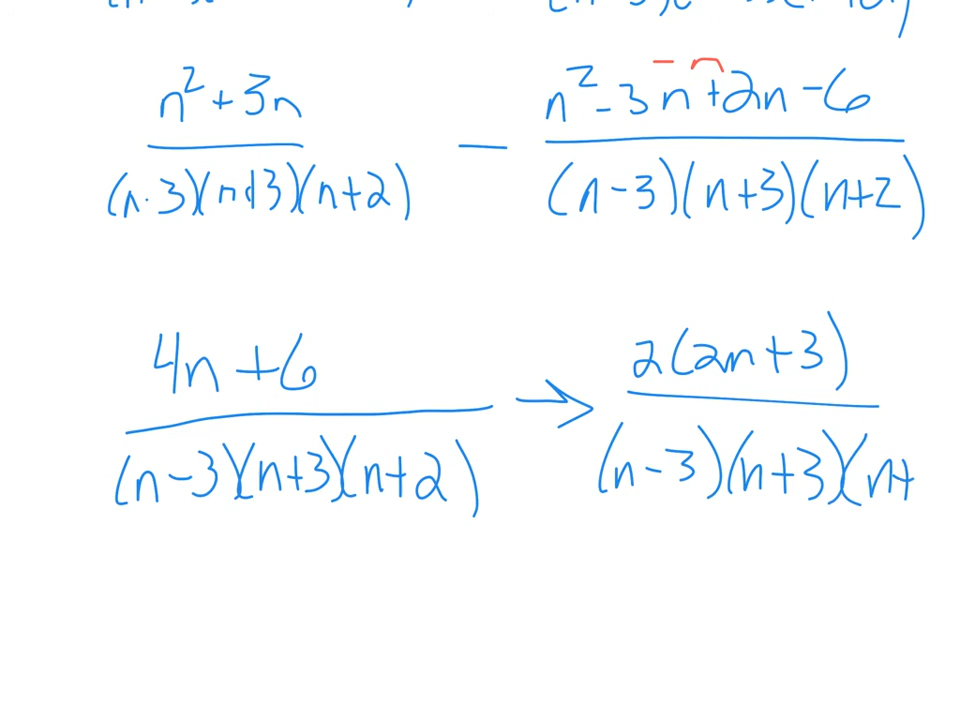 n² + 3n / (n-3)(n+3)(n+2) − n² - 3n + 2n - 6 / (n-3)(n+3)(n+2)
4n + 6 / (n-3)(n+3)(n+2) → 2(2n+3) / (n-3)(n+3)(n+